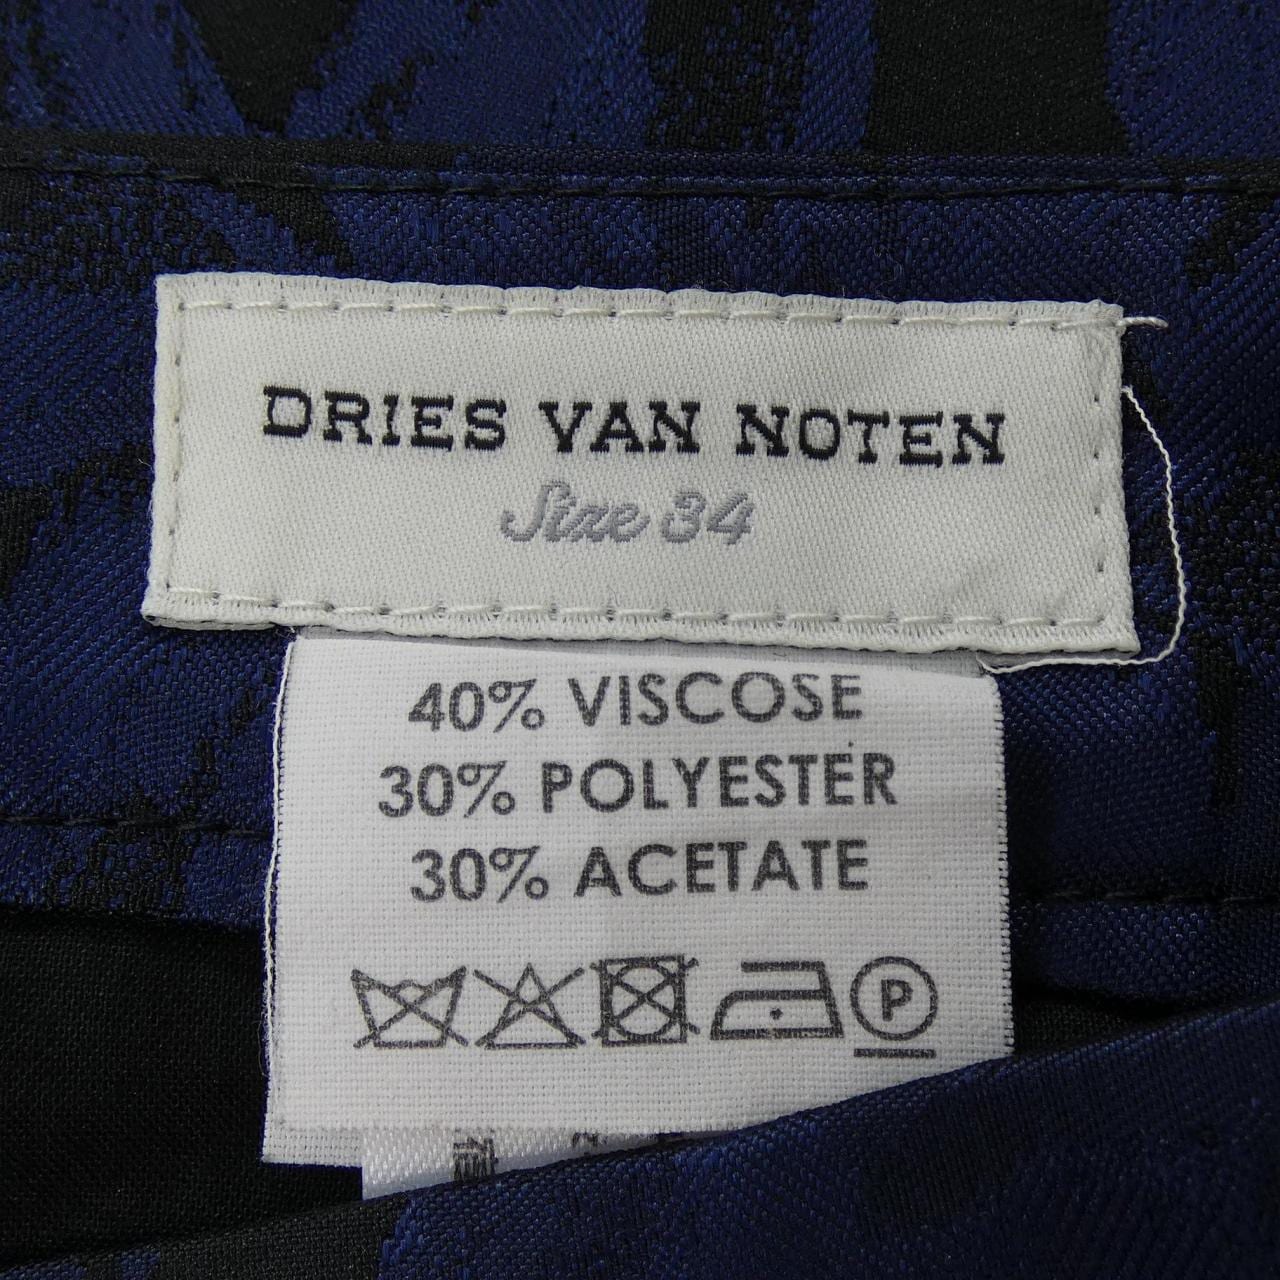 DRIES VAN NOTEN
Size 34
40% VISCOSE
30% POLYESTER
30% ACETATE
P